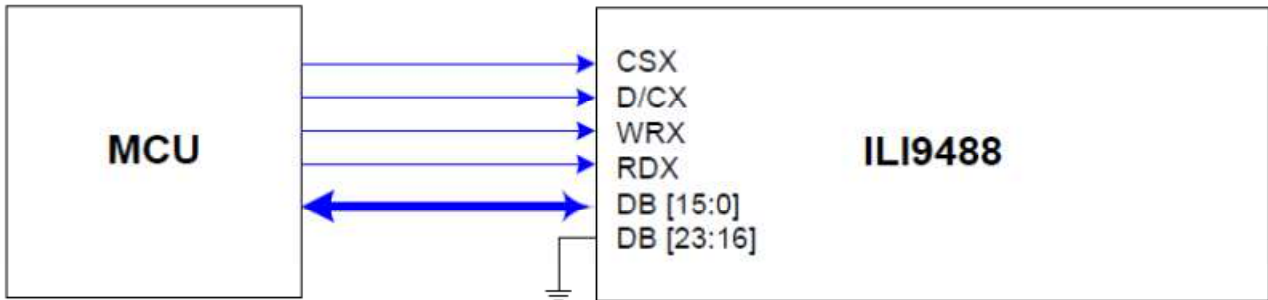 MCU
CSX
D/CX
WRX
RDX
DB [15:0]
DB [23:16]
ILI9488